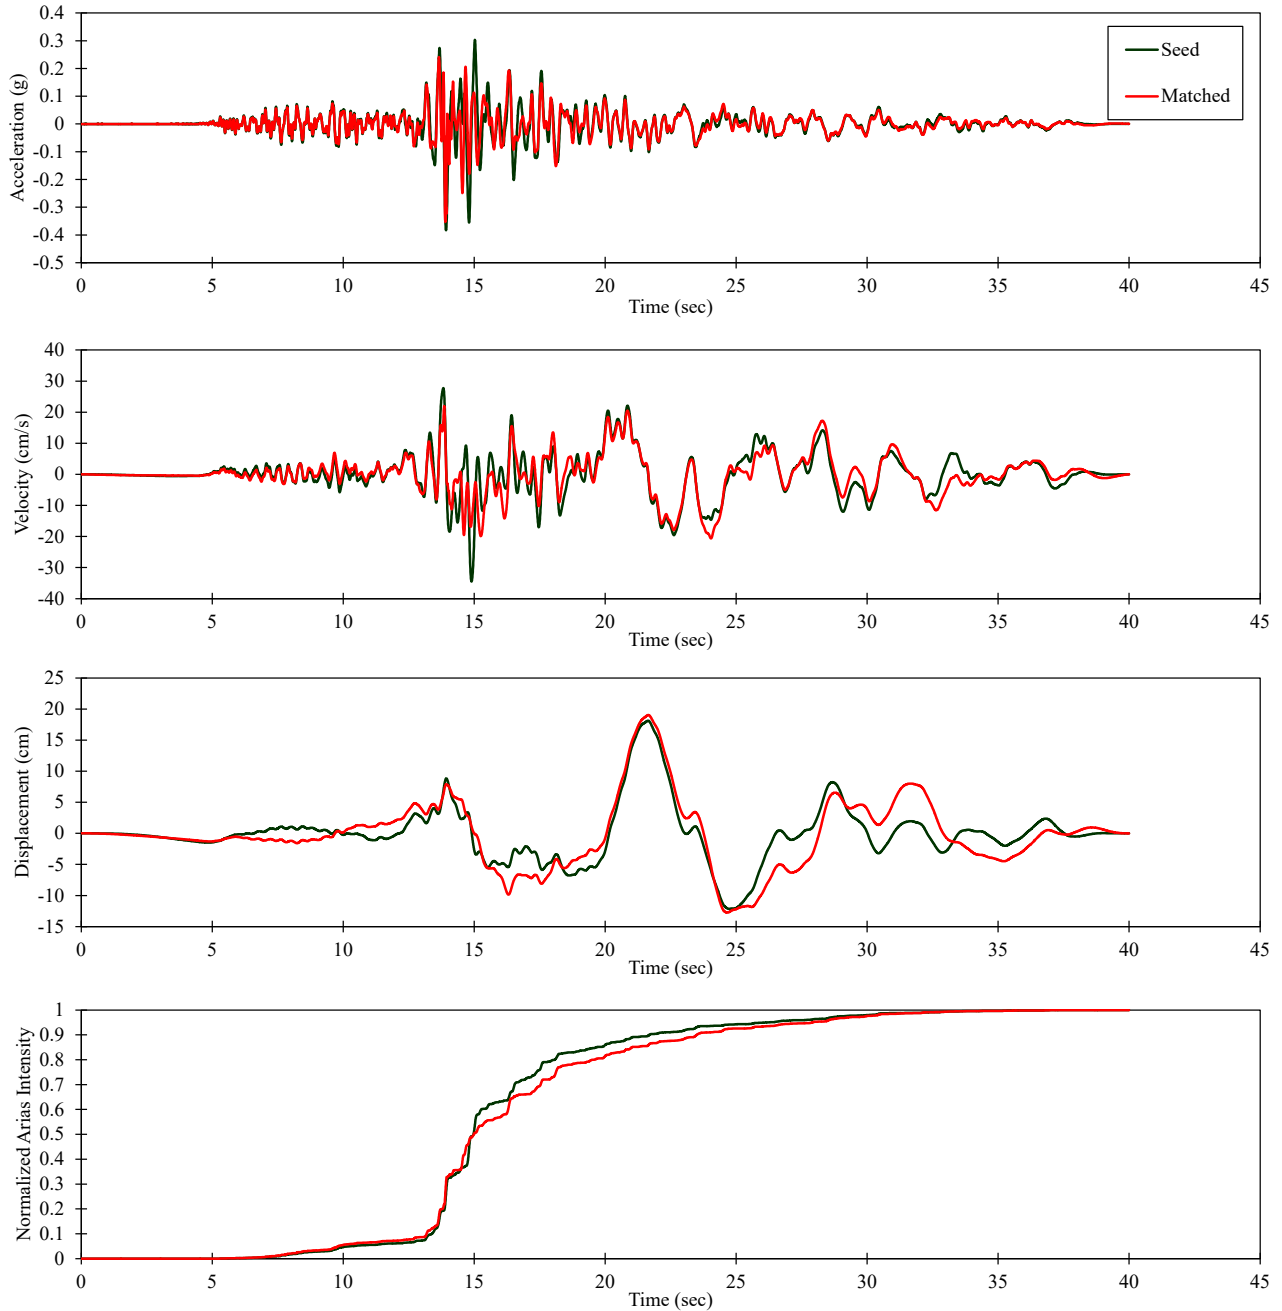 0.4
0.3
0.2
0.1
0
-0.1
-0.2
-0.3
-0.4
-0.5
Acceleration (g)
Seed
Matched
0 5 10 15 20 25 30 35 40 45
Time (sec)
40
30
20
10
0
-10
-20
-30
-40
Velocity (cm/s)
0 5 10 15 20 25 30 35 40 45
Time (sec)
25
20
15
10
5
0
-5
-10
-15
Displacement (cm)
0 5 10 15 20 25 30 35 40 45
Time (sec)
1
0.9
0.8
0.7
0.6
0.5
0.4
0.3
0.2
0.1
0
Normalized Arias Intensity
0 5 10 15 20 25 30 35 40 45
Time (sec)